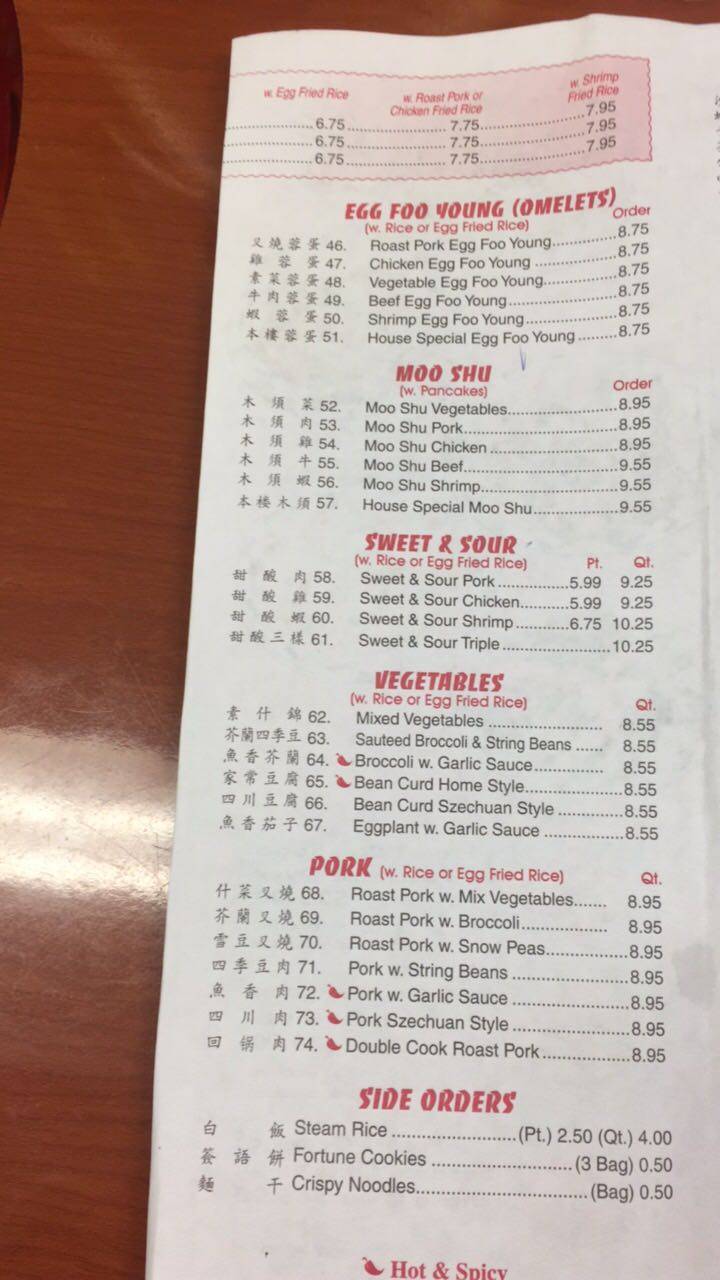 w. Egg Fried Rice w. Roast Pork or Chicken Fried Rice w. Shrimp Fried Rice
6.75 7.75 7.95
6.75 7.75 7.95
6.75 7.75 7.95
EGG FOO YOUNG (OMELETS)
(w. Rice or Egg Fried Rice) Order
叉燒蓉蛋 46. Roast Pork Egg Foo Young 8.75
雞蓉蛋 47. Chicken Egg Foo Young 8.75
素菜蓉蛋 48. Vegetable Egg Foo Young 8.75
牛肉蓉蛋 49. Beef Egg Foo Young 8.75
蝦蓉蛋 50. Shrimp Egg Foo Young 8.75
本樓蓉蛋 51. House Special Egg Foo Young 8.75
MOO SHU
(w. Pancakes) Order
木須菜 52. Moo Shu Vegetables 8.95
木須肉 53. Moo Shu Pork 8.95
木須雞 54. Moo Shu Chicken 8.95
木須牛 55. Moo Shu Beef 9.55
木須蝦 56. Moo Shu Shrimp 9.55
本楼木須 57. House Special Moo Shu 9.55
SWEET & SOUR
(w. Rice or Egg Fried Rice) Pt. Qt.
甜酸肉 58. Sweet & Sour Pork 5.99 9.25
甜酸雞 59. Sweet & Sour Chicken 5.99 9.25
甜酸蝦 60. Sweet & Sour Shrimp 6.75 10.25
甜酸三樣 61. Sweet & Sour Triple 10.25
VEGETABLES
(w. Rice or Egg Fried Rice) Qt.
素什錦 62. Mixed Vegetables 8.55
芥蘭四季豆 63. Sauteed Broccoli & String Beans 8.55
魚香芥蘭 64. Broccoli w. Garlic Sauce 8.55
家常豆腐 65. Bean Curd Home Style 8.55
四川豆腐 66. Bean Curd Szechuan Style 8.55
魚香茄子 67. Eggplant w. Garlic Sauce 8.55
PORK (w. Rice or Egg Fried Rice) Qt.
什菜叉燒 68. Roast Pork w. Mix Vegetables 8.95
芥蘭叉燒 69. Roast Pork w. Broccoli 8.95
雪豆叉燒 70. Roast Pork w. Snow Peas 8.95
四季豆肉 71. Pork w. String Beans 8.95
魚香肉 72. Pork w. Garlic Sauce 8.95
四川肉 73. Pork Szechuan Style 8.95
回锅肉 74. Double Cook Roast Pork 8.95
SIDE ORDERS
白飯 Steam Rice (Pt.) 2.50 (Qt.) 4.00
簽語餅 Fortune Cookies (3 Bag) 0.50
麵干 Crispy Noodles (Bag) 0.50
Hot & Spicy